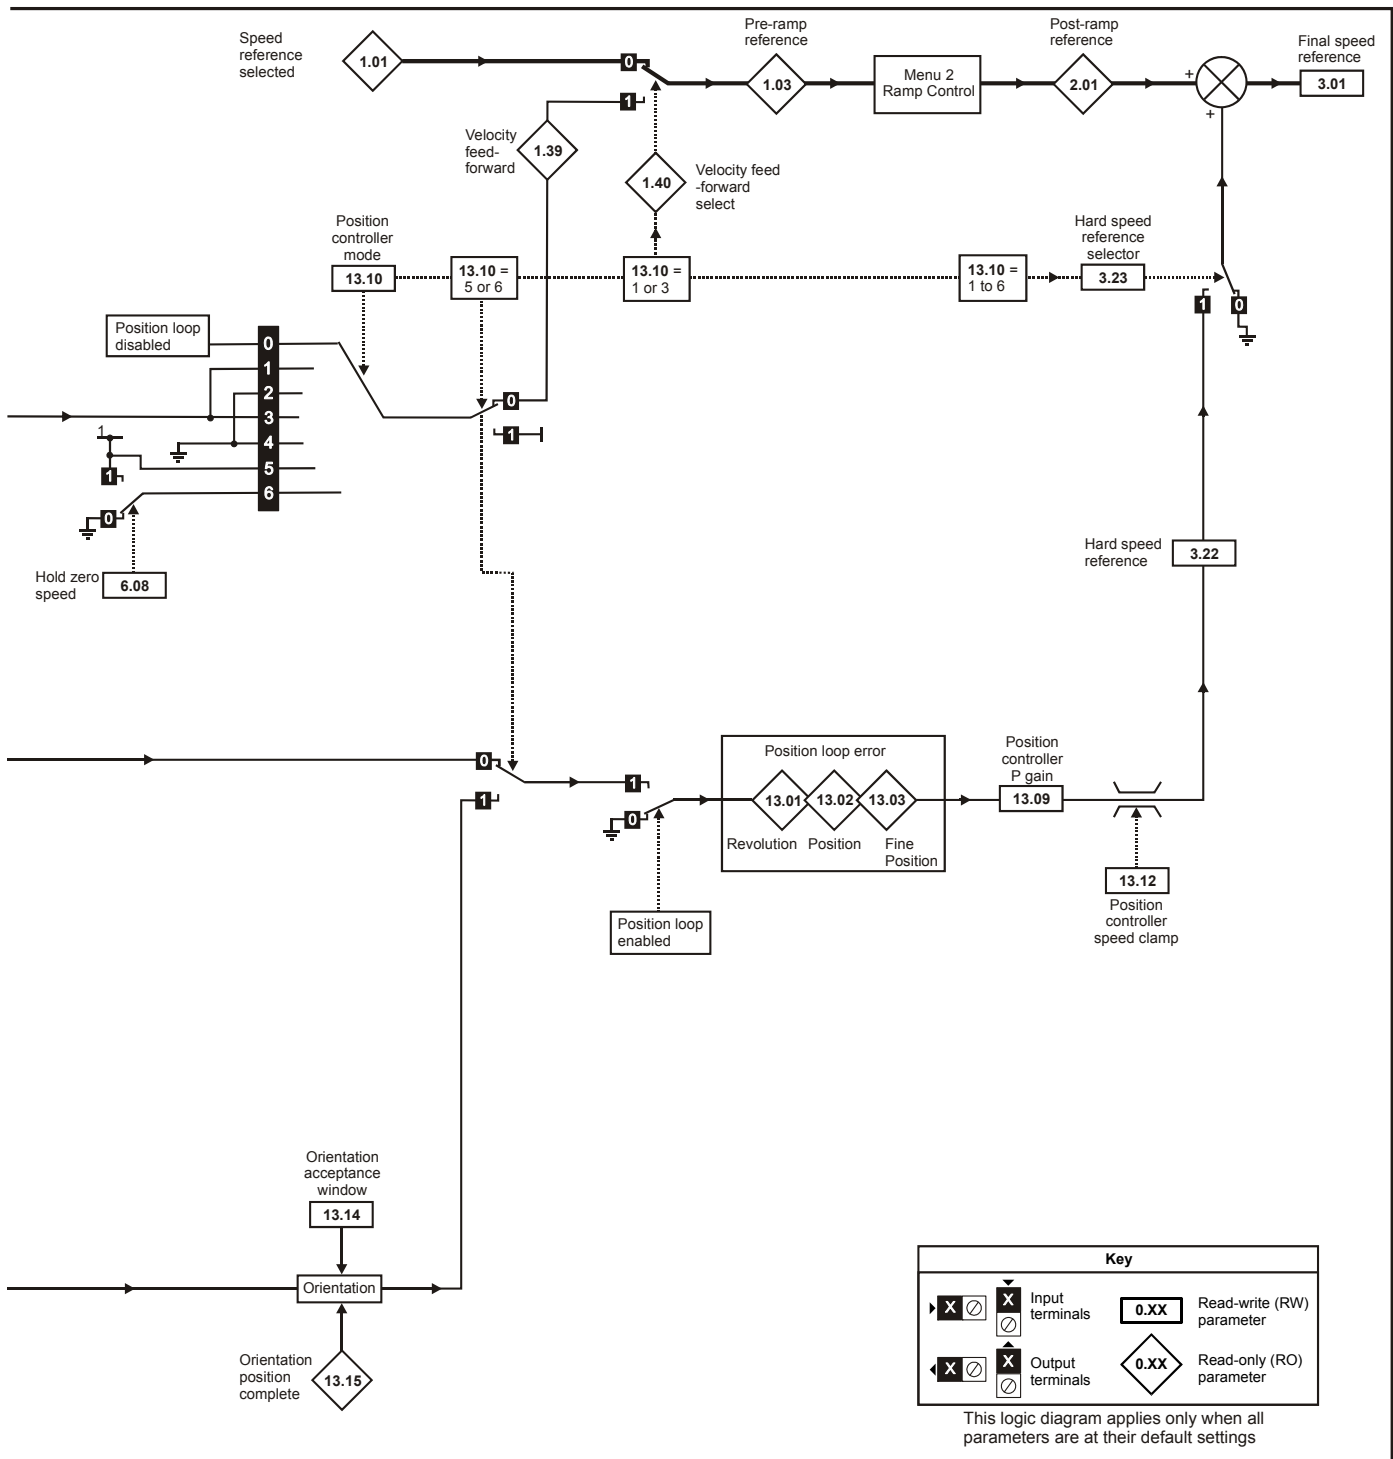 Speed
reference
selected
1.01
0
1
Pre-ramp
reference
1.03
Menu 2
Ramp Control
Post-ramp
reference
2.01
+
+
Final speed
reference
3.01
Velocity
feed-
forward
1.39
1.40
Velocity feed
-forward
select
Position
controller
mode
13.10
13.10 =
5 or 6
13.10 =
1 or 3
13.10 =
1 to 6
Hard speed
reference
selector
3.23
1
0
Position loop
disabled
0
1
2
3
4
5
6
0
1
1
1
0
Hold zero
speed
6.08
Hard speed
reference
3.22
0
1
1
0
Position loop error
13.01
13.02
13.03
Revolution
Position
Fine
Position
Position
controller
P gain
13.09
13.12
Position
controller
speed clamp
Position loop
enabled
Orientation
acceptance
window
13.14
Orientation
Orientation
position
complete
13.15
Key
X
X
Input
terminals
0.XX
Read-write (RW)
parameter
X
X
Output
terminals
0.XX
Read-only (RO)
parameter
This logic diagram applies only when all
parameters are at their default settings